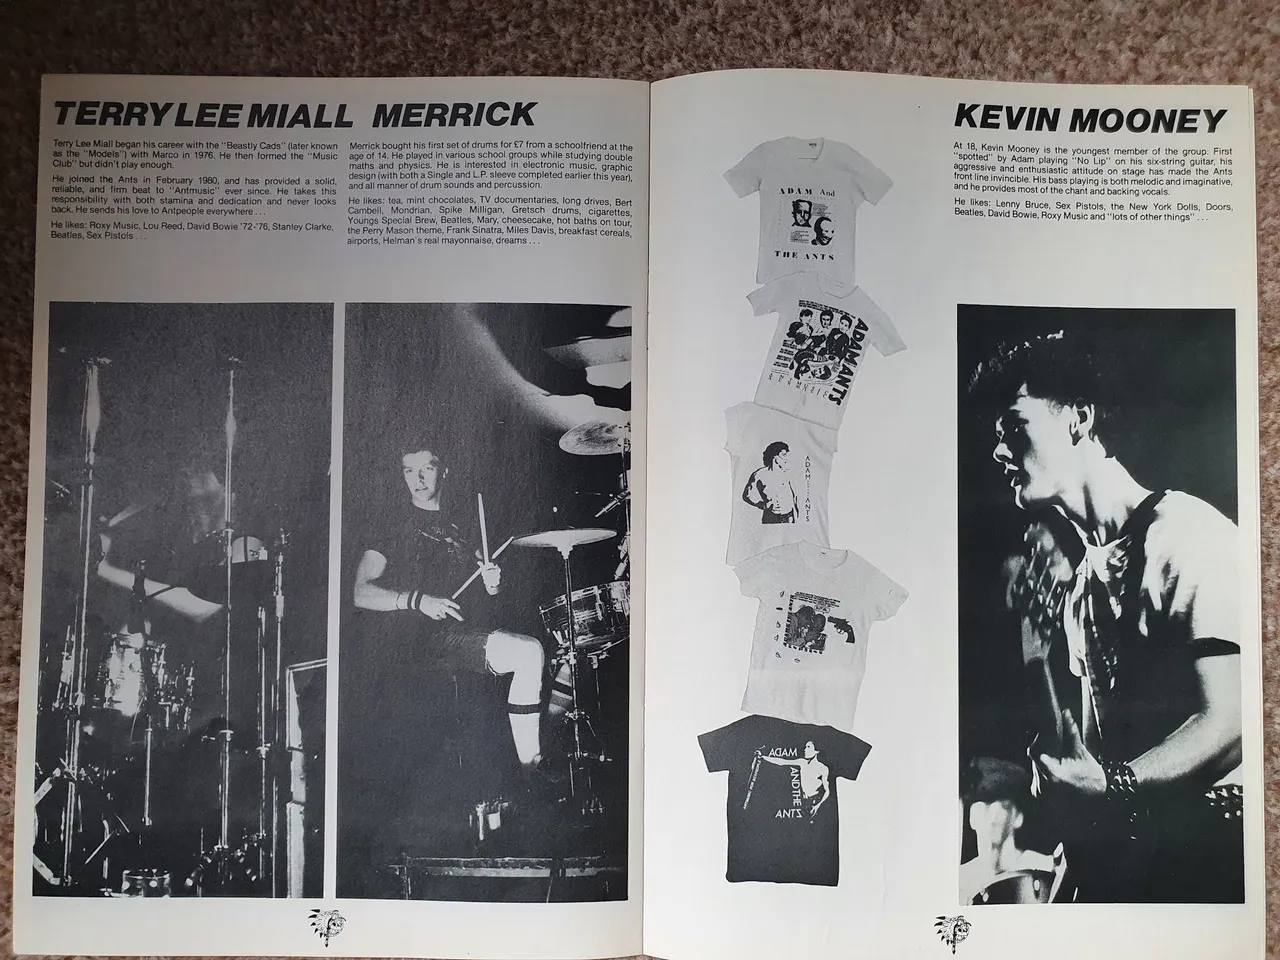 TERRY LEE MIALL
Terry Lee Miall began his career with the "Beastly Cads" (later known
as the "Models") with Marco in 1976. He then formed the "Music
Club" but didn't play enough.
He joined the Ants in February 1980, and has provided a solid,
reliable, and firm beat to "Antmusic" ever since. He takes this
responsibility with both stamina and dedication and never looks
back. He sends his love to Antpeople everywhere . . .
He likes: Roxy Music, Lou Reed, David Bowie '72-'76, Stanley Clarke,
Beatles, Sex Pistols . . .
MERRICK
Merrick bought his first set of drums for £7 from a schoolfriend at the
age of 14. He played in various school groups while studying double
maths and physics. He is interested in electronic music, graphic
design (with both a Single and L.P. sleeve completed earlier this year),
and all manner of drum sounds and percussion.
He likes: tea, mint chocolates, TV documentaries, long drives, Bert
Cambell, Mondrian, Spike Milligan, Gretsch drums, cigarettes,
Youngs Special Brew, Beatles, Mary, cheesecake, hot baths on tour,
the Perry Mason theme, Frank Sinatra, Miles Davis, breakfast cereals,
airports, Helman's real mayonnaise, dreams . . .
ADAM And
THE ANTS
ADAM ANTS
ADAM
ANTS
ADAM
AND THE
ANTS
KEVIN MOONEY
At 18, Kevin Mooney is the youngest member of the group. First
"spotted" by Adam playing "No Lip" on his six-string guitar, his
aggressive and enthusiastic attitude on stage has made the Ants
front line invincible. His bass playing is both melodic and imaginative,
and he provides most of the chant and backing vocals.
He likes: Lenny Bruce, Sex Pistols, the New York Dolls, Doors,
Beatles, David Bowie, Roxy Music and "lots of other things" . . .